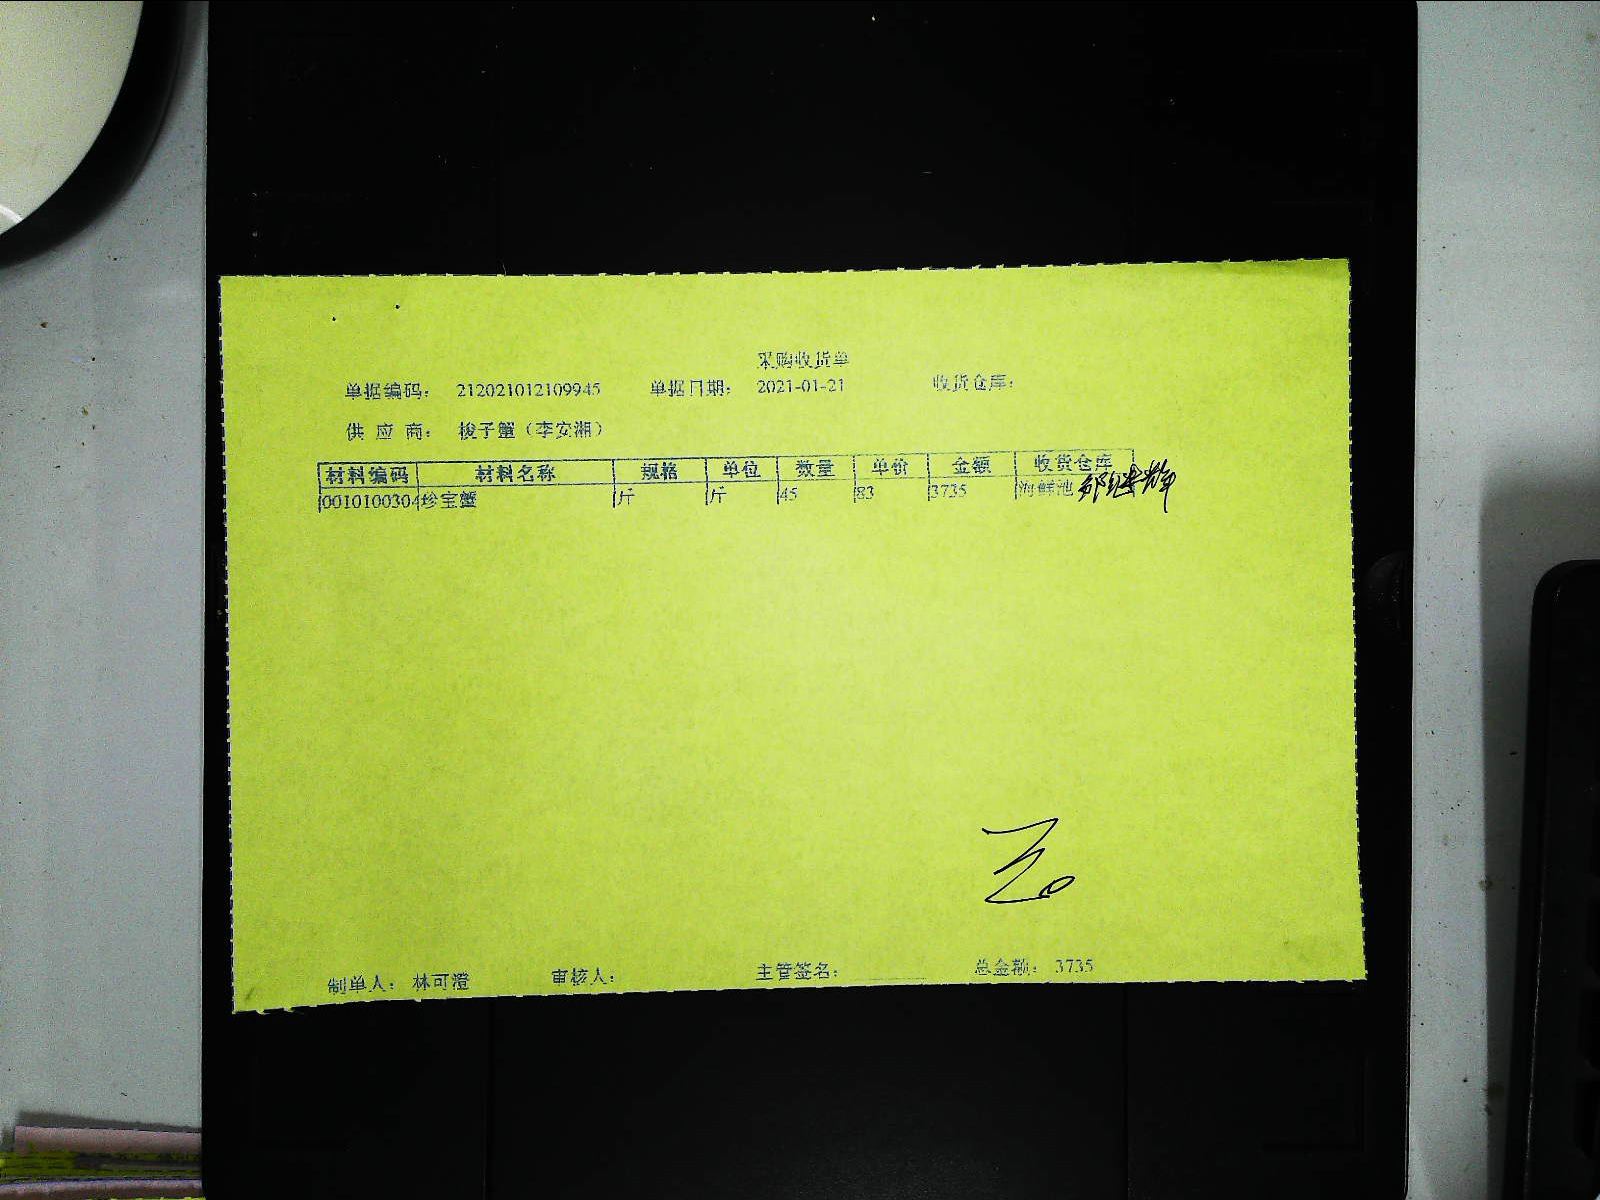 采购收货单
单据编码： 212021012109945 单据日期： 2021-01-21 收货仓库：
供 应 商： 梭子蟹（李安湘）
材料编码 材料名称 规格 单位 数量 单价 金额 收货仓库
0010100304 珍宝蟹 斤 斤 45 83 3735 海鲜池
制单人： 林可澄 审核人： 主管签名： 总金额： 3735